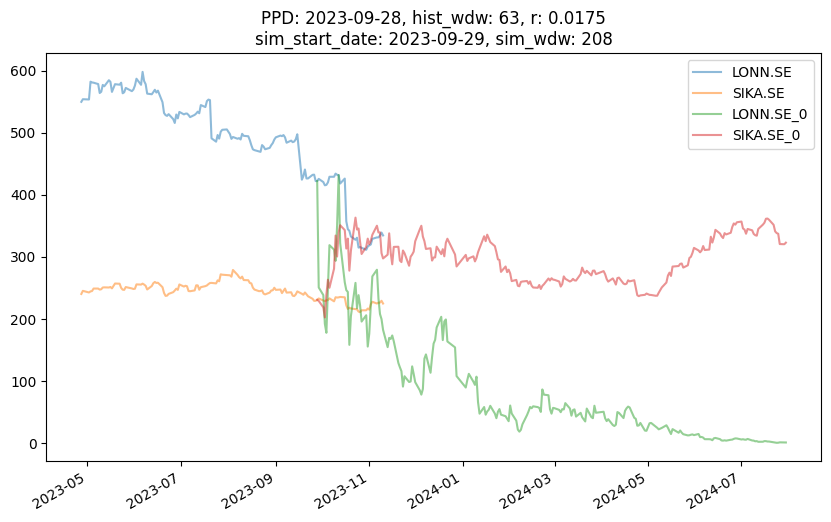 PPD: 2023-09-28, hist_wdw: 63, r: 0.0175
sim_start_date: 2023-09-29, sim_wdw: 208
LONN.SE
SIKA.SE
LONN.SE_0
SIKA.SE_0
600
500
400
300
200
100
0
2023-05
2023-07
2023-09
2023-11
2024-01
2024-03
2024-05
2024-07